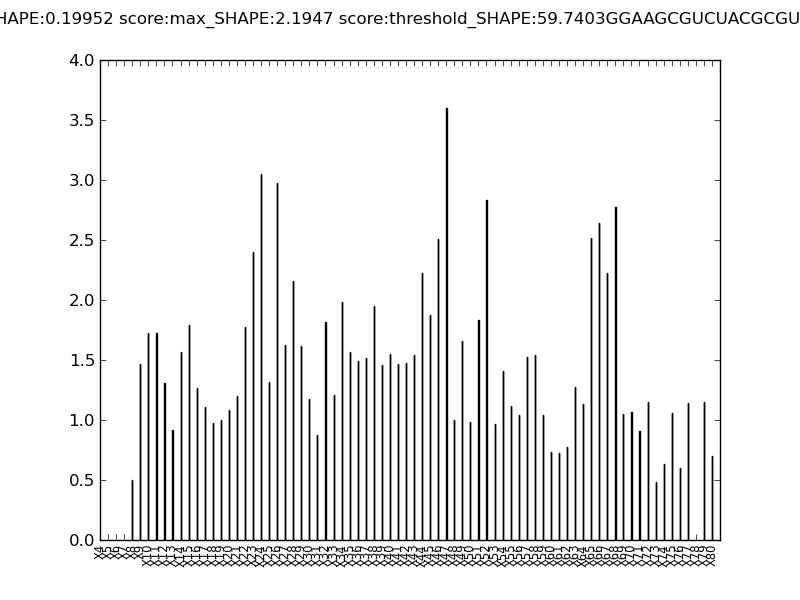 HAPE:0.19952 score:max_SHAPE:2.1947 score:threshold_SHAPE:59.7403GGAAGCGUCUACGCGU
4.0
3.5
3.0
2.5
2.0
1.5
1.0
0.5
0.0
X4
X5
X6
X7
X8
X9
X10
X11
X12
X13
X14
X15
X16
X17
X18
X19
X20
X21
X22
X23
X24
X25
X26
X27
X28
X29
X30
X31
X32
X33
X34
X35
X36
X37
X38
X39
X40
X41
X42
X43
X44
X45
X46
X47
X48
X49
X50
X51
X52
X53
X54
X55
X56
X57
X58
X59
X60
X61
X62
X63
X64
X65
X66
X67
X68
X69
X70
X71
X72
X73
X74
X75
X76
X77
X78
X79
X80